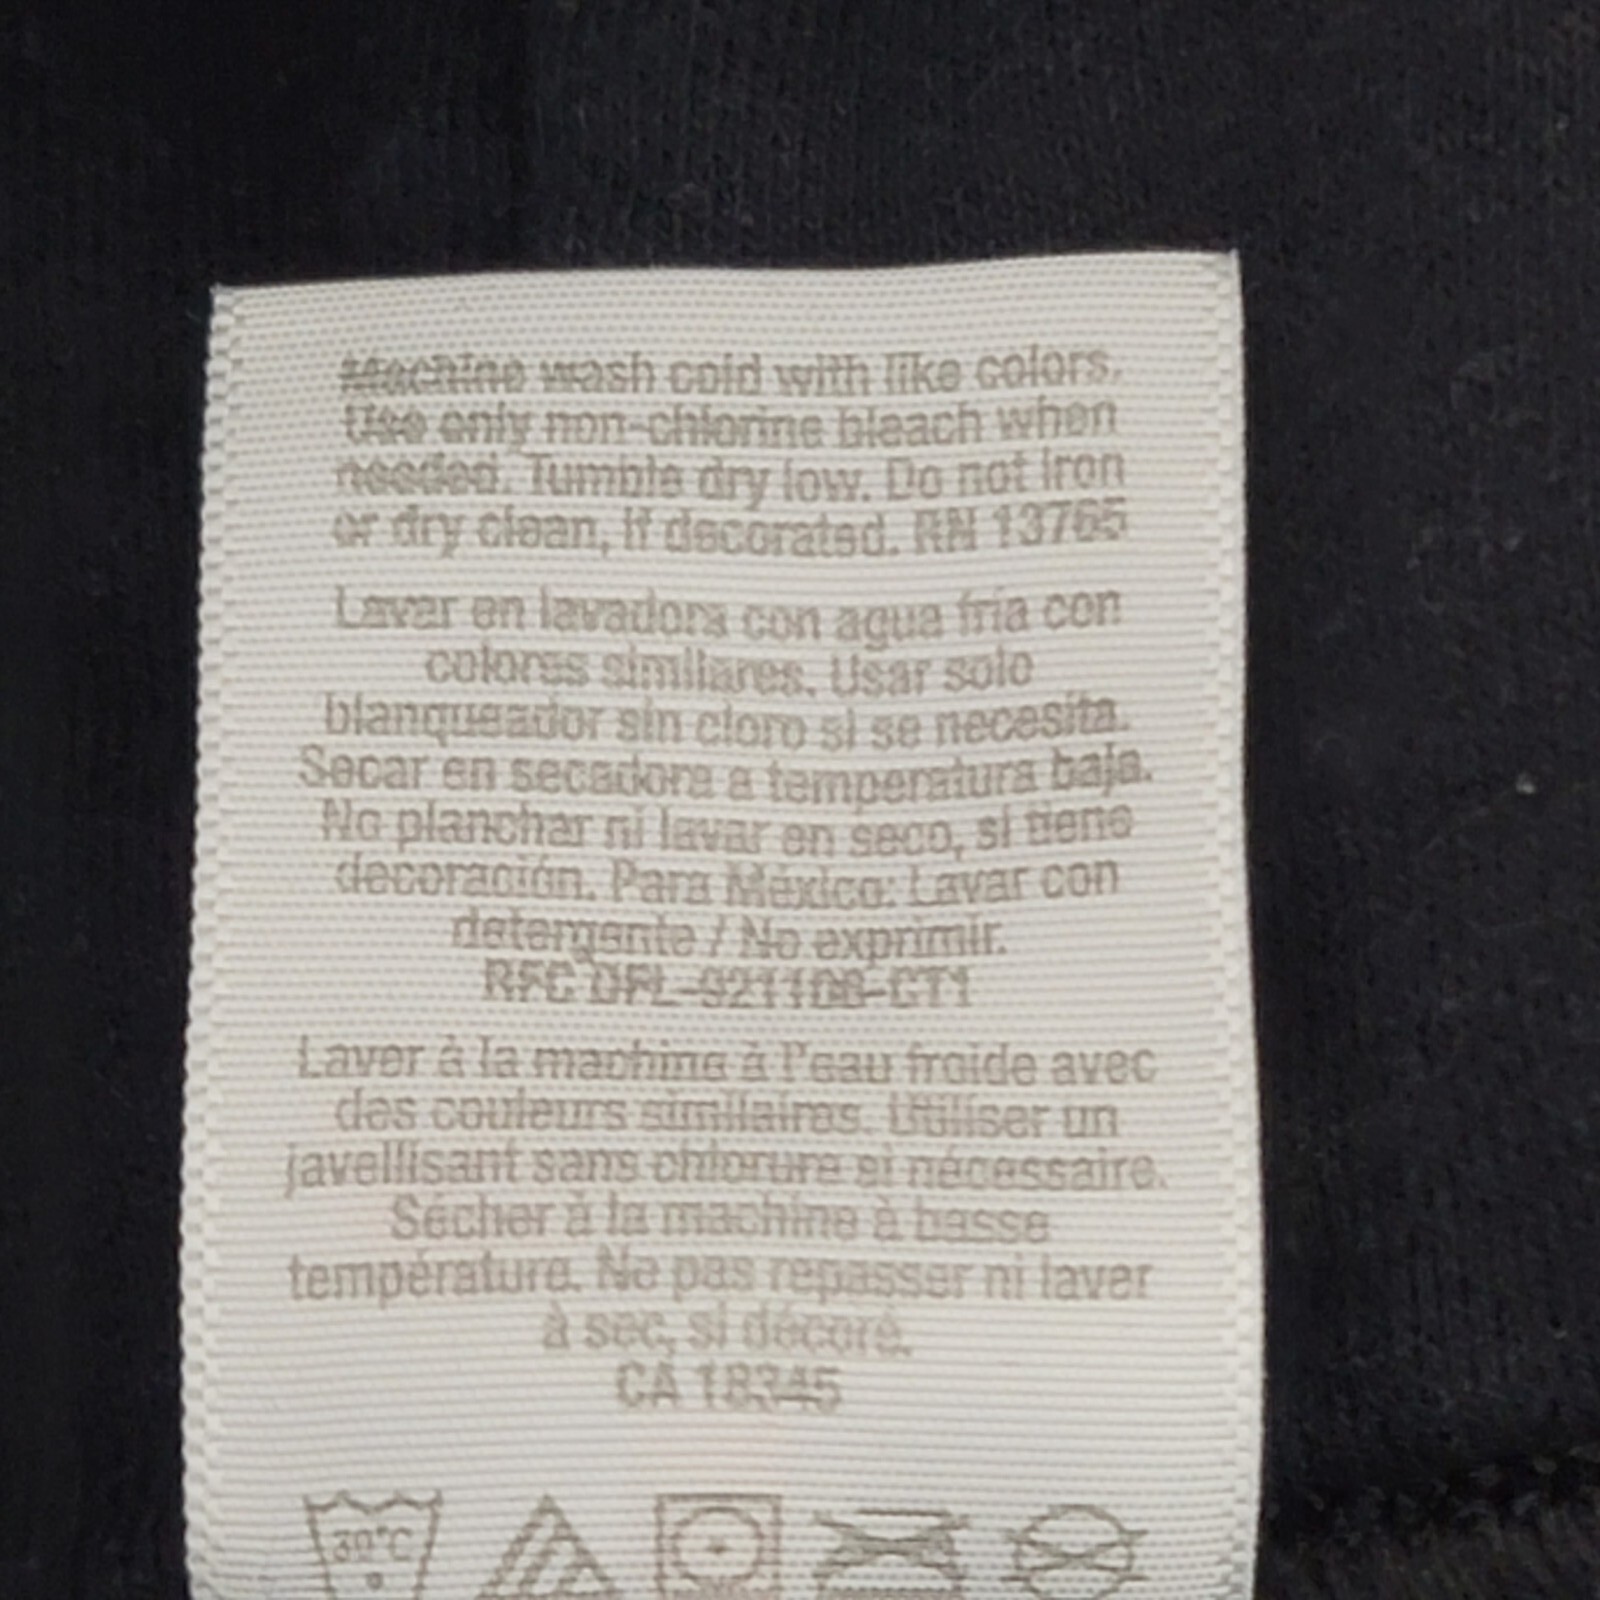 Machine wash cold with like colors.
Use only non-chlorine bleach when
needed. Tumble dry low. Do not iron
or dry clean, if decorated. RN 13765
Lavar en lavadora con agua fría con
colores similares. Usar solo
blanqueador sin cloro si se necesita.
Secar en secadora a temperatura baja.
No planchar ni lavar en seco, si tiene
decoración. Para México: Lavar con
detergente / No exprimir.
RFC DFL-921106-CT1
Laver à la machine à l'eau froide avec
des couleurs similaires. Utiliser un
javellisant sans chlorure si nécessaire.
Sécher à la machine à basse
température. Ne pas repasser ni laver
à sec, si décoré.
CA 18345
30°C